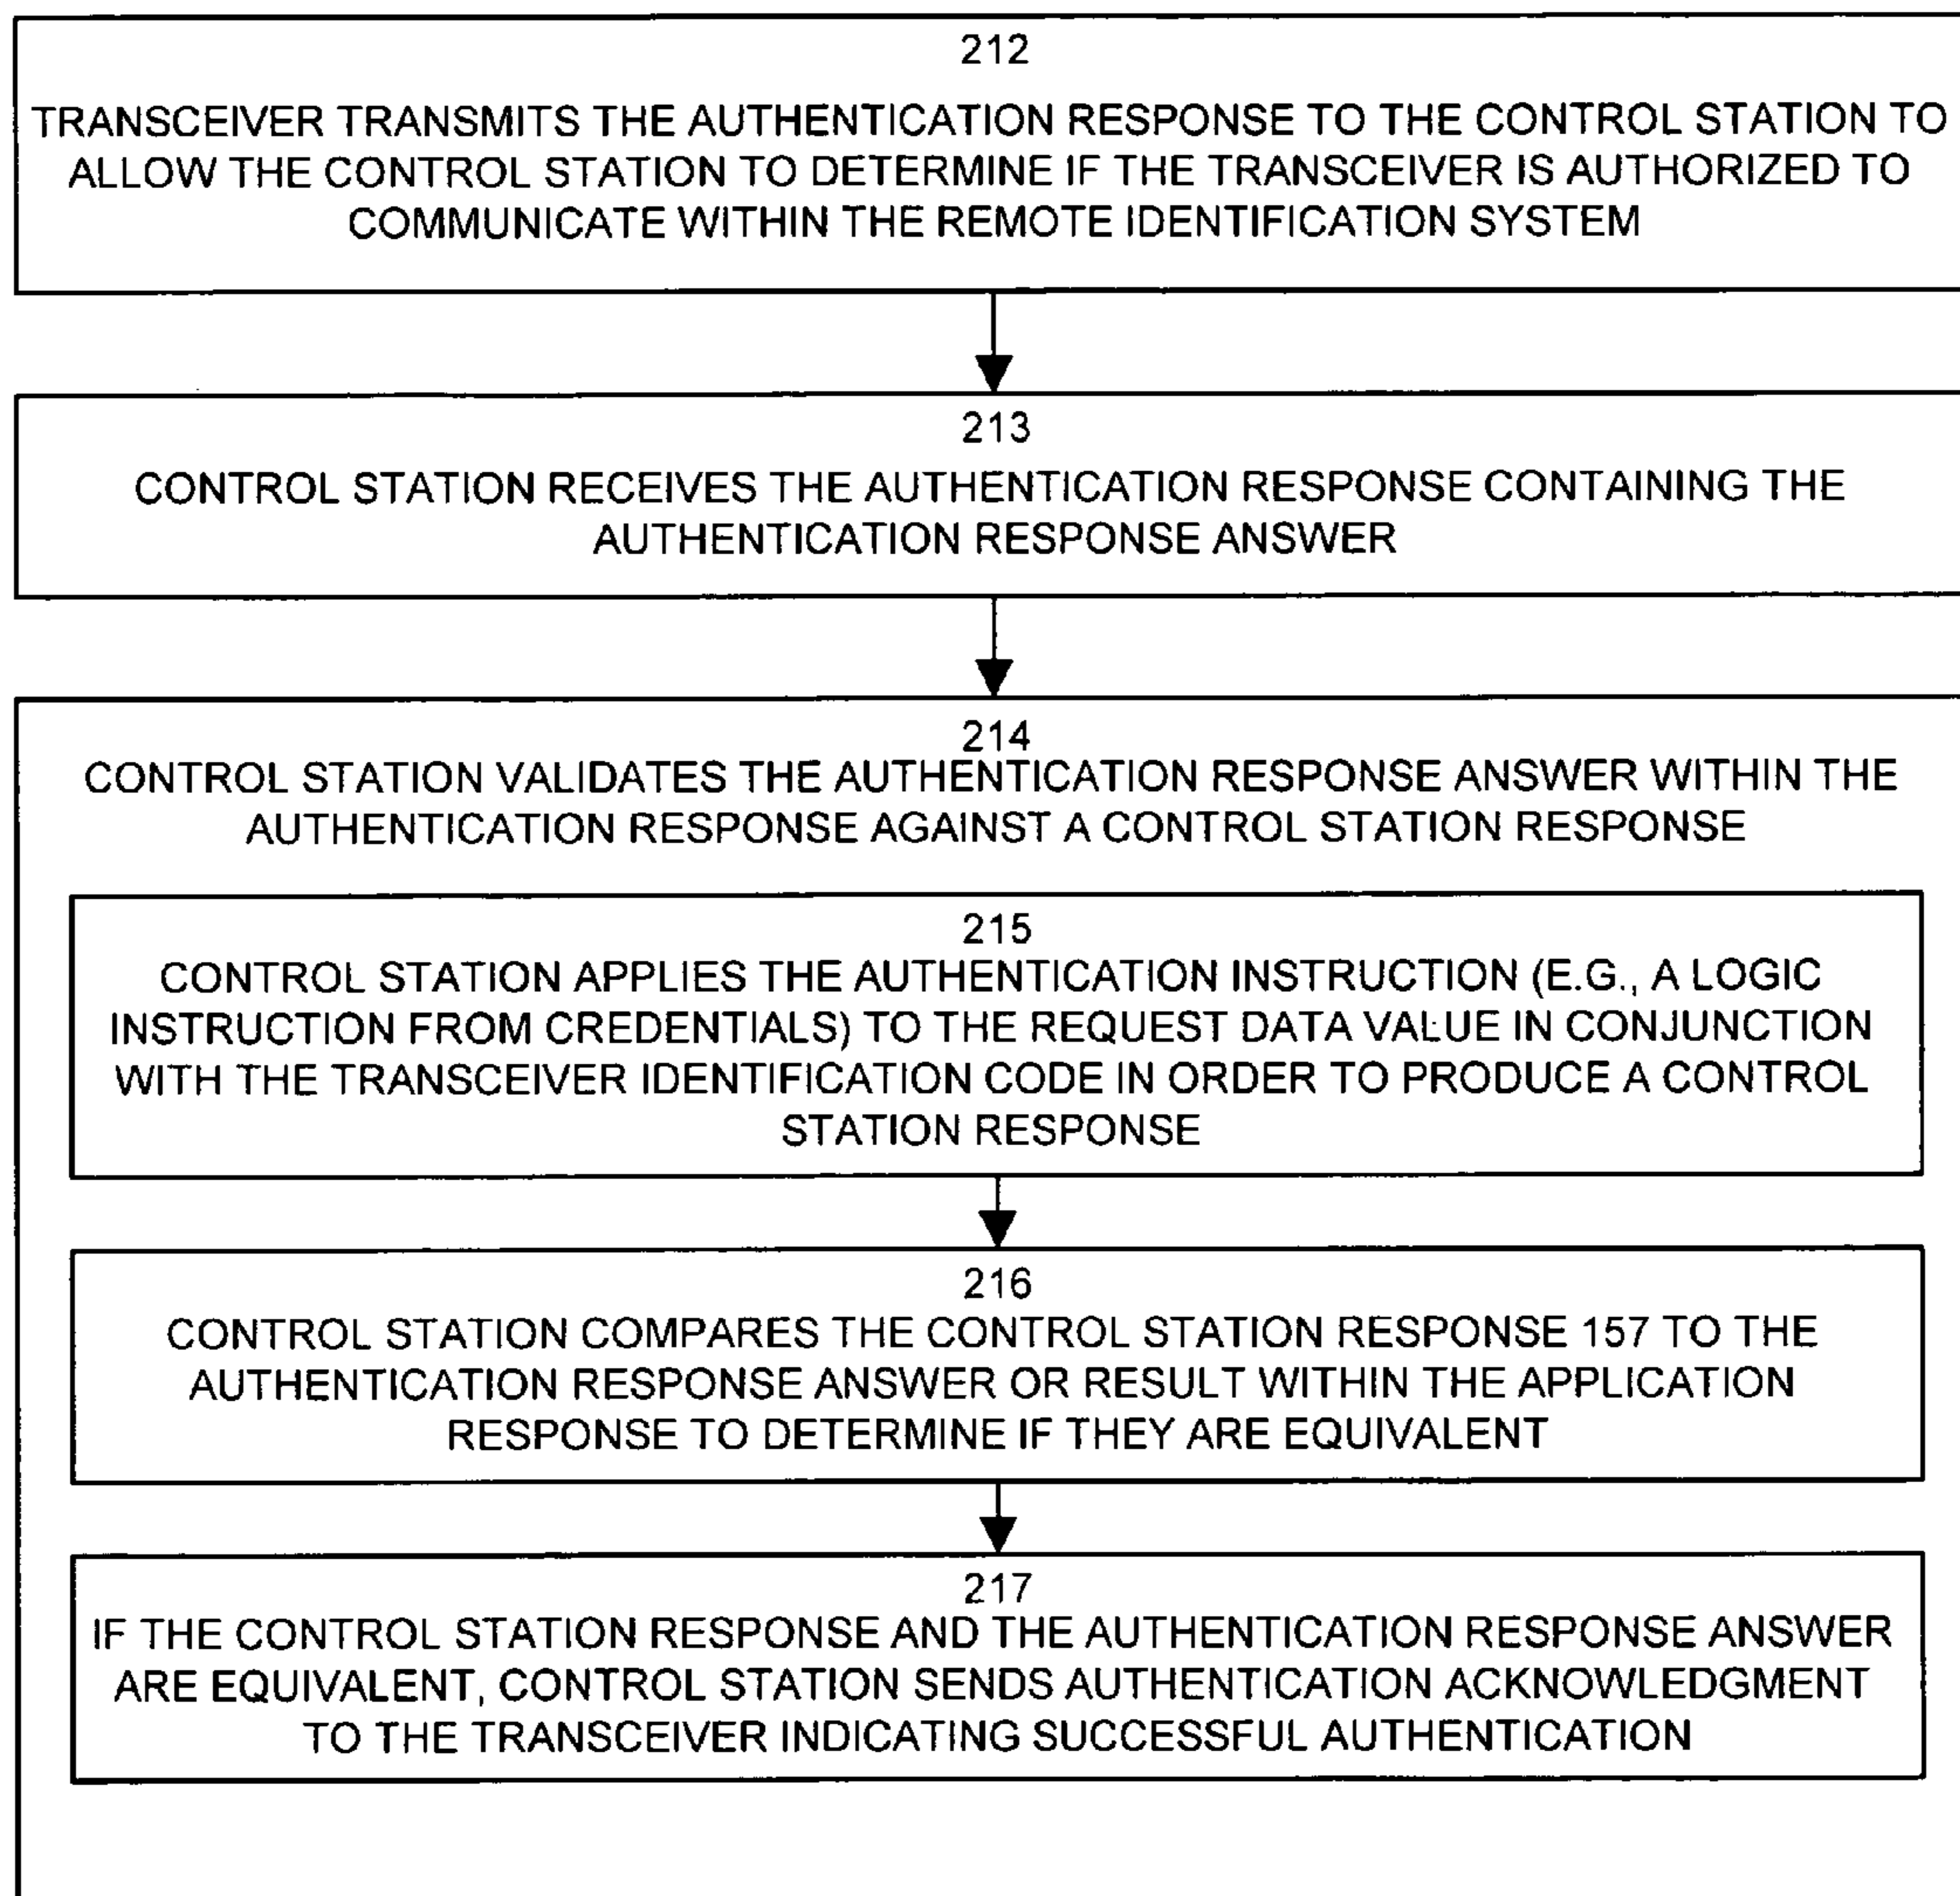 212
TRANSCEIVER TRANSMITS THE AUTHENTICATION RESPONSE TO THE CONTROL STATION TO
ALLOW THE CONTROL STATION TO DETERMINE IF THE TRANSCEIVER IS AUTHORIZED TO
COMMUNICATE WITHIN THE REMOTE IDENTIFICATION SYSTEM
213
CONTROL STATION RECEIVES THE AUTHENTICATION RESPONSE CONTAINING THE
AUTHENTICATION RESPONSE ANSWER
214
CONTROL STATION VALIDATES THE AUTHENTICATION RESPONSE ANSWER WITHIN THE
AUTHENTICATION RESPONSE AGAINST A CONTROL STATION RESPONSE
215
CONTROL STATION APPLIES THE AUTHENTICATION INSTRUCTION (E.G., A LOGIC
INSTRUCTION FROM CREDENTIALS) TO THE REQUEST DATA VALUE IN CONJUNCTION
WITH THE TRANSCEIVER IDENTIFICATION CODE IN ORDER TO PRODUCE A CONTROL
STATION RESPONSE
216
CONTROL STATION COMPARES THE CONTROL STATION RESPONSE 157 TO THE
AUTHENTICATION RESPONSE ANSWER OR RESULT WITHIN THE APPLICATION
RESPONSE TO DETERMINE IF THEY ARE EQUIVALENT
217
IF THE CONTROL STATION RESPONSE AND THE AUTHENTICATION RESPONSE ANSWER
ARE EQUIVALENT, CONTROL STATION SENDS AUTHENTICATION ACKNOWLEDGMENT
TO THE TRANSCEIVER INDICATING SUCCESSFUL AUTHENTICATION